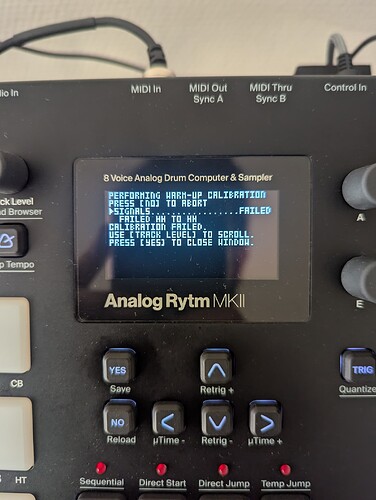 MIDI In
MIDI Out
Sync A
MIDI Thru
Sync B
Control In
8 Voice Analog Drum Computer & Sampler
PERFORMING WARM-UP CALIBRATION
PRESS [NO] TO ABORT
▶SIGNALS.................FAILED
FAILED HH TO HH
CALIBRATION FAILED.
USE [TRACK LEVEL] TO SCROLL.
PRESS [YES] TO CLOSE WINDOW.
Analog Rytm MKII
A
E
Browser
Tempo
YES
Save
Retrig +
TRIG
Quantize
CB
NO
Reload
µTime -
Retrig -
µTime +
HT
Sequential
Direct Start
Direct Jump
Temp Jump